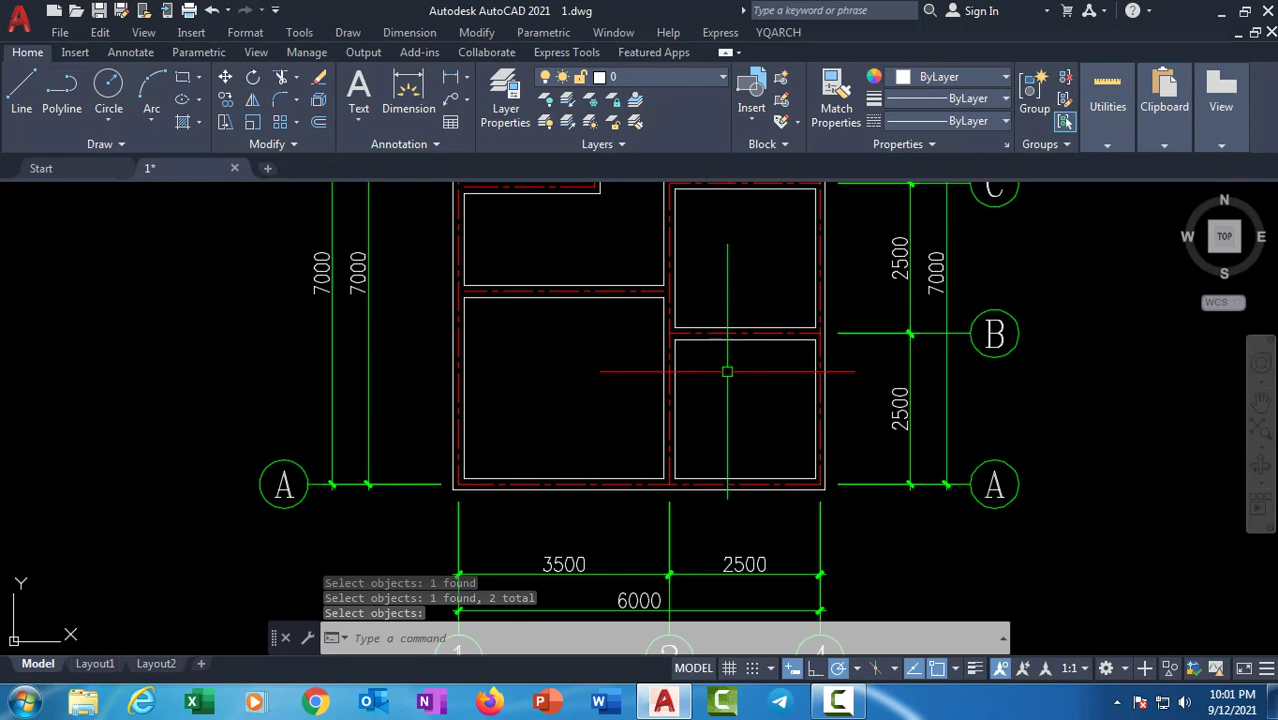 Autodesk AutoCAD 2021 1.dwg
Type a keyword or phrase
Sign In
File Edit View Insert Format Tools Draw Dimension Modify Parametric Window Help Express YQARCH
Home Insert Annotate Parametric View Manage Output Add-ins Collaborate Express Tools Featured Apps
Line Polyline Circle Arc
Text Dimension
Layer Properties
0
Insert
Match Properties
ByLayer
ByLayer
ByLayer
Group
Utilities
Clipboard
View
Draw Modify Annotation Layers Block Properties Groups
Start 1*
C
N
W TOP E
S
WCS
7000 7000
2500 7000
B
2500
A
A
3500 2500
6000
Select objects: 1 found
Select objects: 1 found, 2 total
Select objects:
Type a command
Y
X
1
4
Model Layout1 Layout2
MODEL
1:1
10:01 PM
9/12/2021